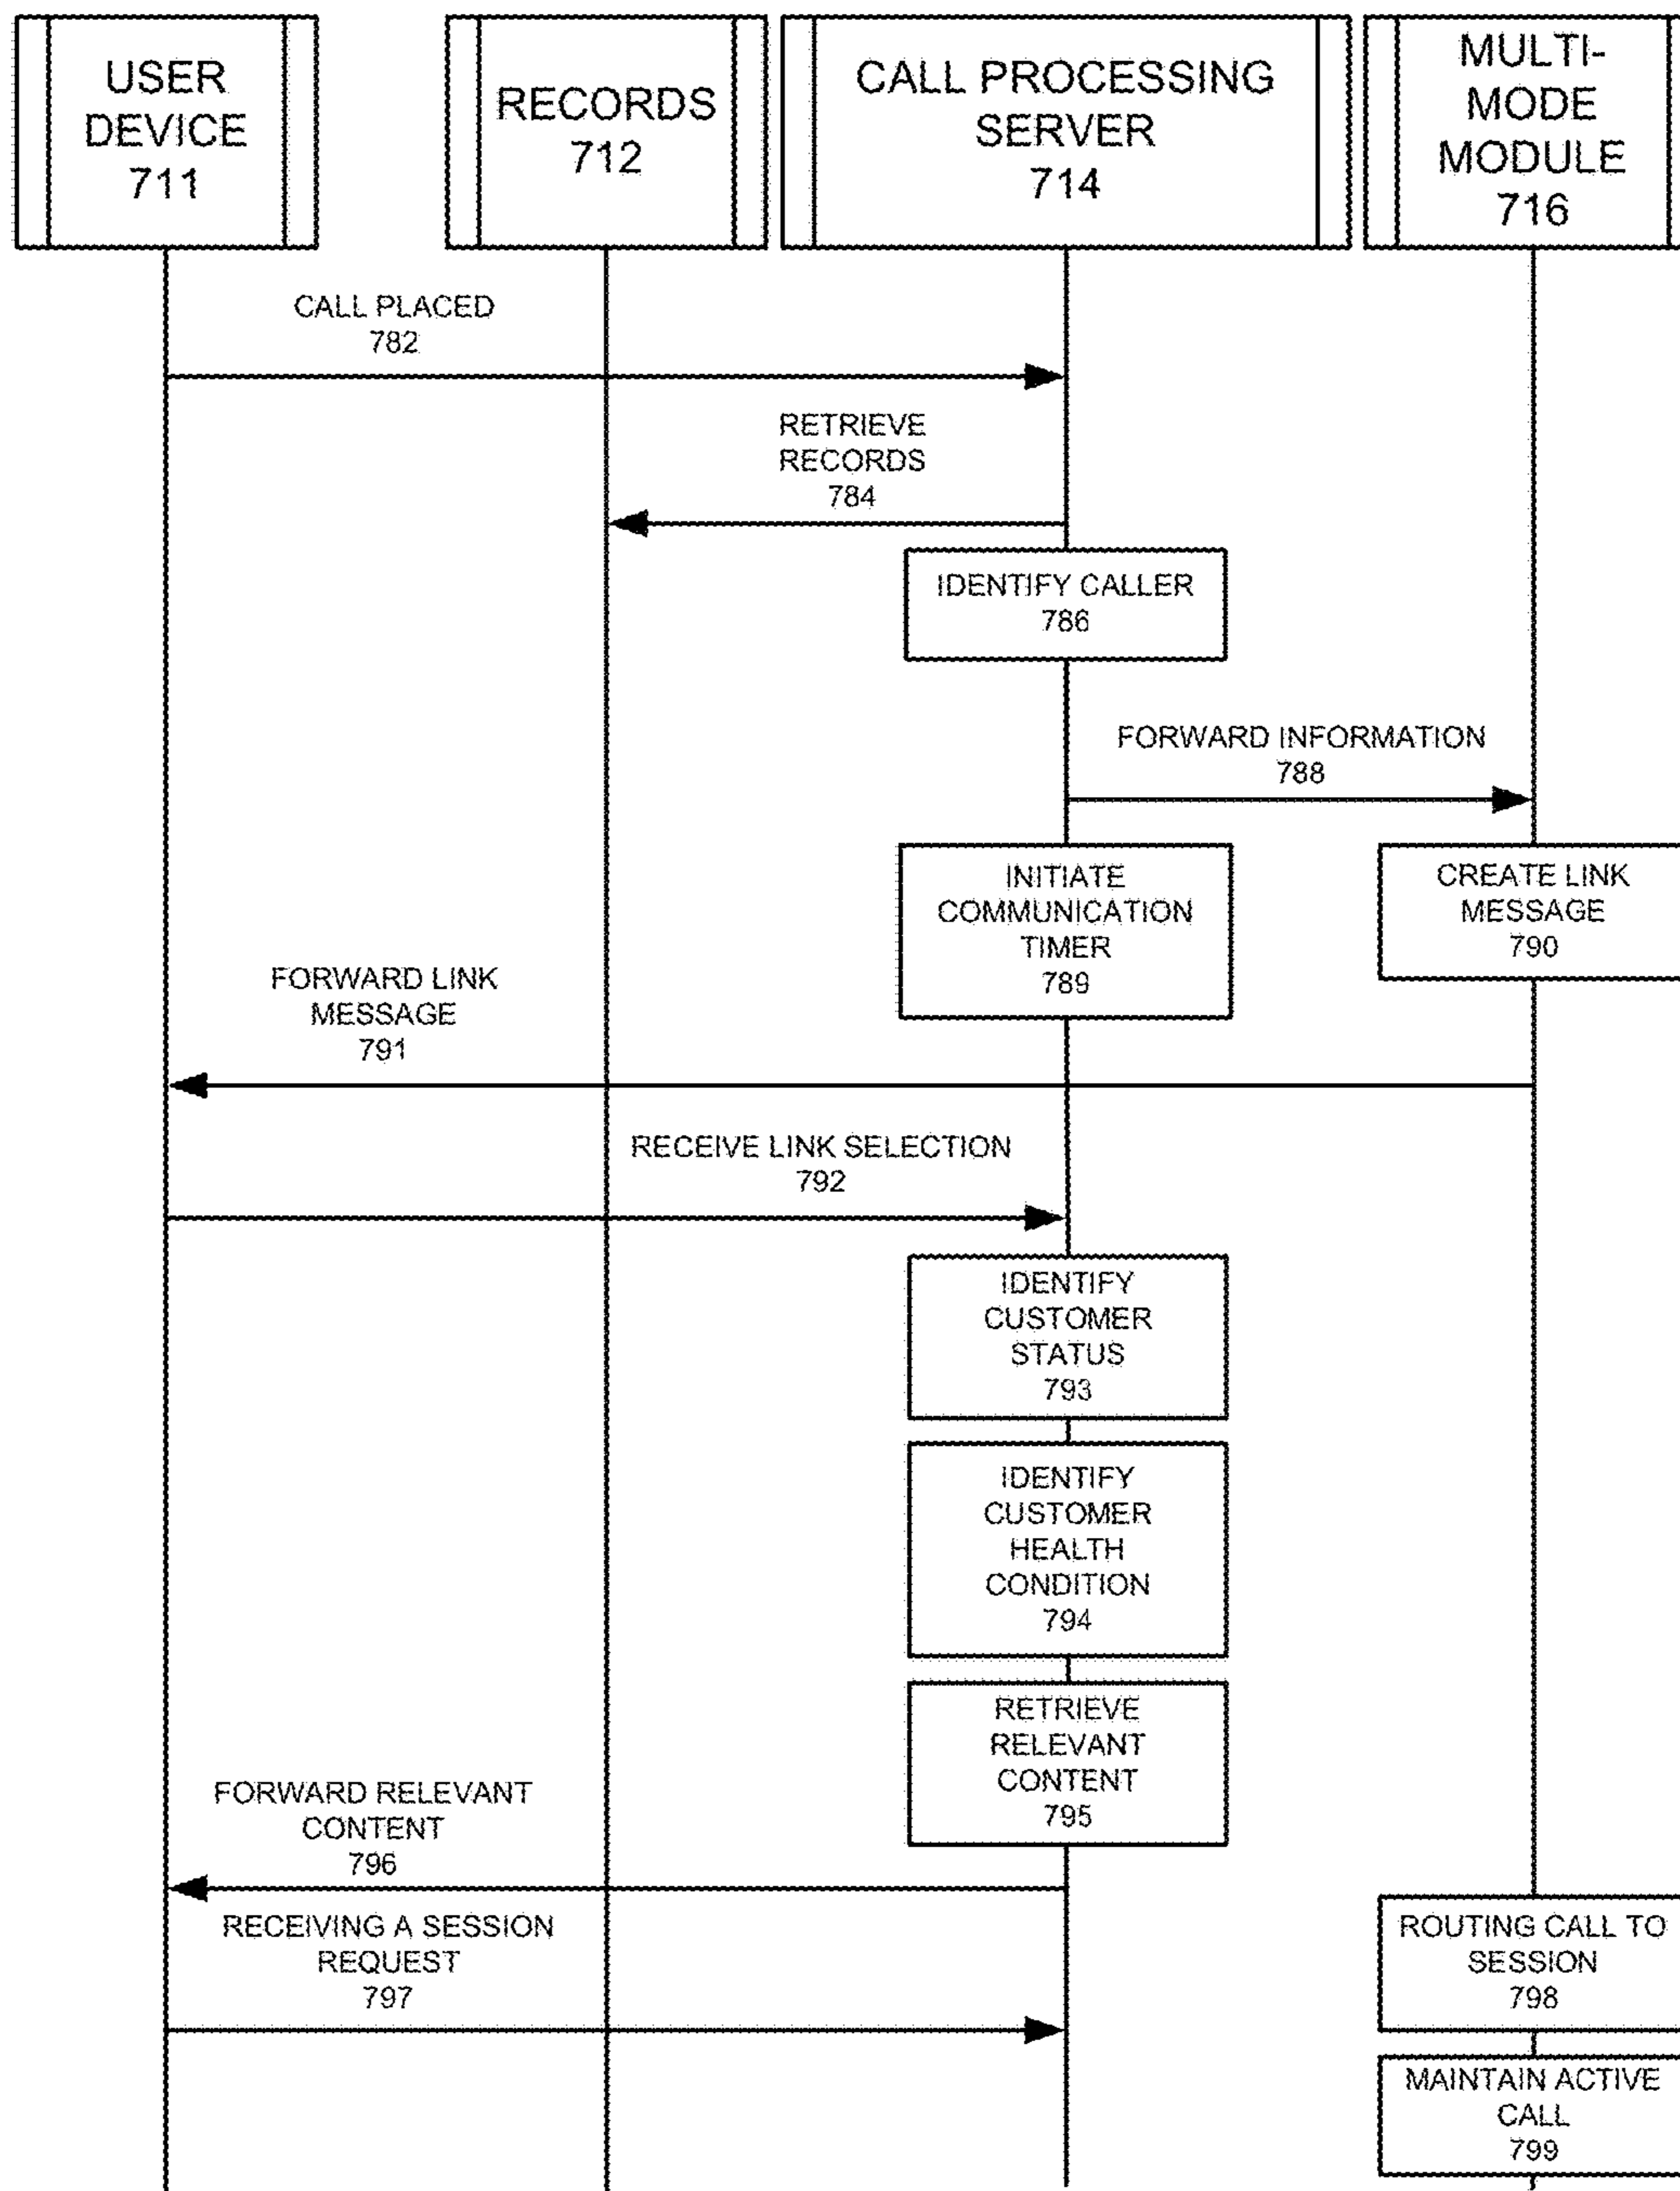 USER
DEVICE
711
RECORDS
712
CALL PROCESSING
SERVER
714
MULTI-
MODE
MODULE
716
CALL PLACED
782
RETRIEVE
RECORDS
784
IDENTIFY CALLER
786
FORWARD INFORMATION
788
INITIATE
COMMUNICATION
TIMER
789
CREATE LINK
MESSAGE
790
FORWARD LINK
MESSAGE
791
RECEIVE LINK SELECTION
792
IDENTIFY
CUSTOMER
STATUS
793
IDENTIFY
CUSTOMER
HEALTH
CONDITION
794
RETRIEVE
RELEVANT
CONTENT
795
FORWARD RELEVANT
CONTENT
796
RECEIVING A SESSION
REQUEST
797
ROUTING CALL TO
SESSION
798
MAINTAIN ACTIVE
CALL
799